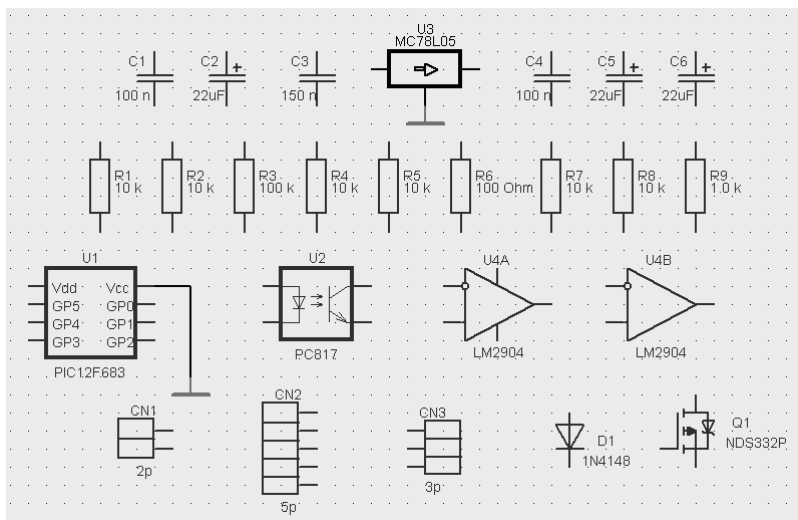 U3
MC78L05
C1
100 n
C2
+
22uF
C3
150 n
C4
100 n
C5
+
22uF
C6
+
22uF
R1
10 k
R2
10 k
R3
100 k
R4
10 k
R5
10 k
R6
100 Ohm
R7
10 k
R8
10 k
R9
1.0 k
U1
Vdd Vcc
GP5 GP0
GP4 GP1
GP3 GP2
PIC12F683
U2
PC817
U4A
LM2904
U4B
LM2904
CN1
2p
CN2
5p
CN3
3p
D1
1N4148
Q1
NDS332P